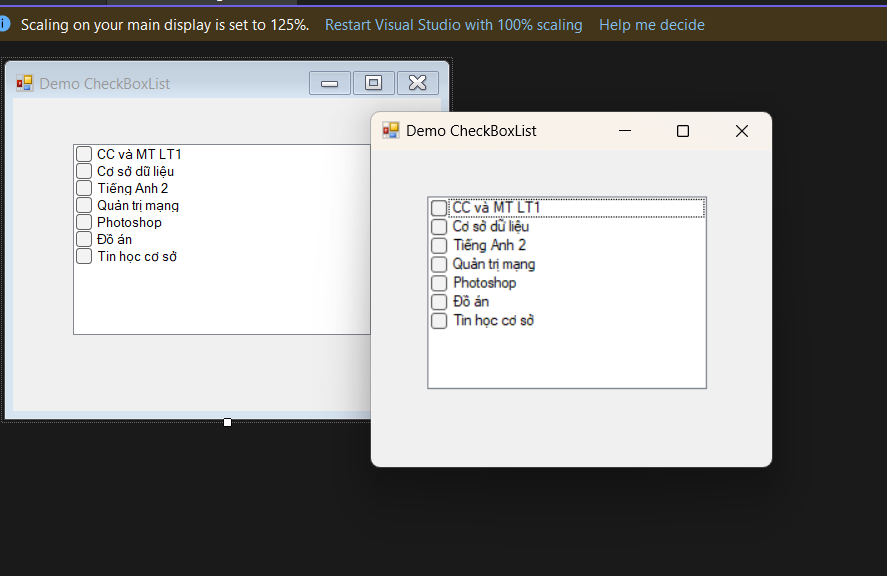 Scaling on your main display is set to 125%. Restart Visual Studio with 100% scaling Help me decide
Demo CheckBoxList
CC và MT LT1
Cơ sở dữ liệu
Tiếng Anh 2
Quản trị mạng
Photoshop
Đồ án
Tin học cơ sở
Demo CheckBoxList
CC và MT LT1
Cơ sở dữ liệu
Tiếng Anh 2
Quản trị mạng
Photoshop
Đồ án
Tin học cơ sở